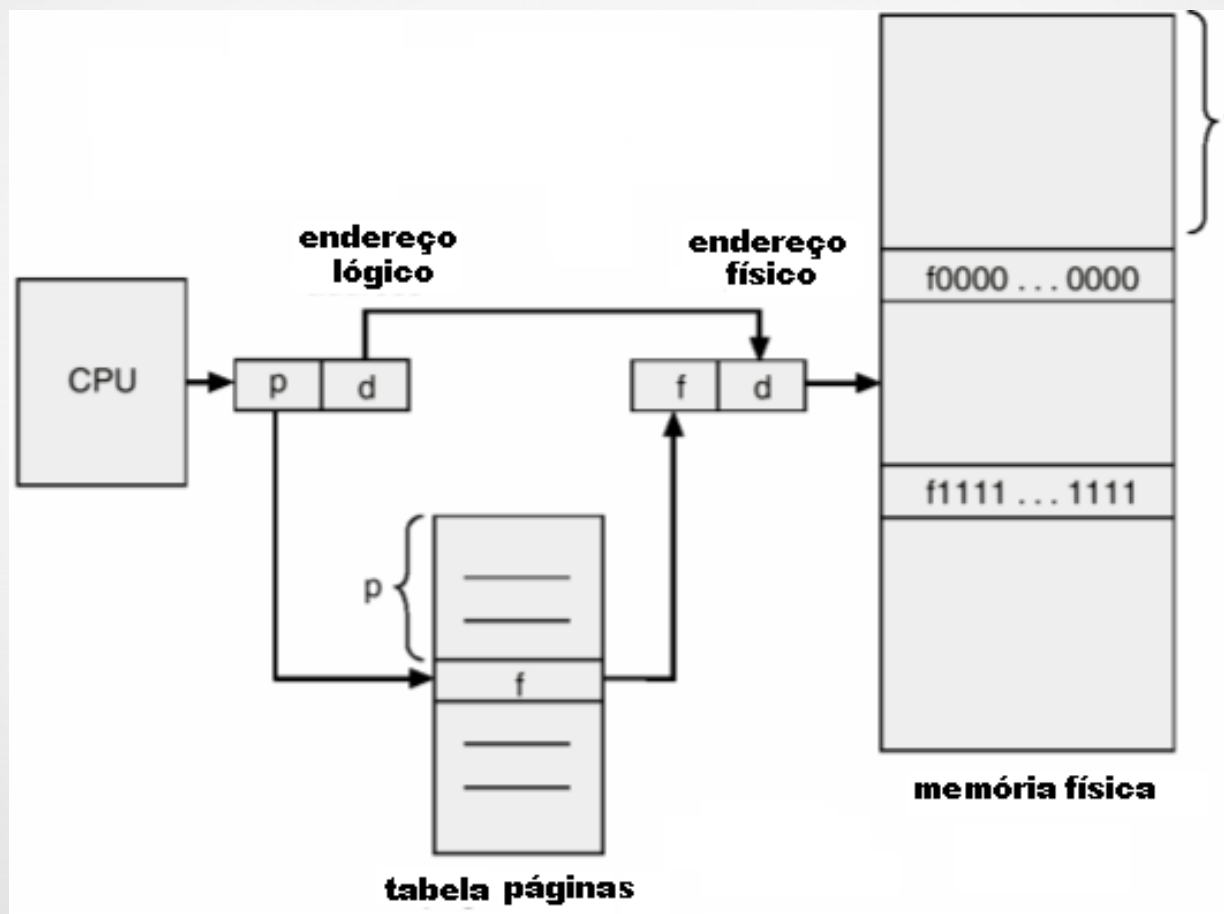 endereço
lógico
endereço
físico
CPU
p
d
f
d
f0000 . . . 0000
f1111 . . . 1111
p
f
memória física
tabela páginas